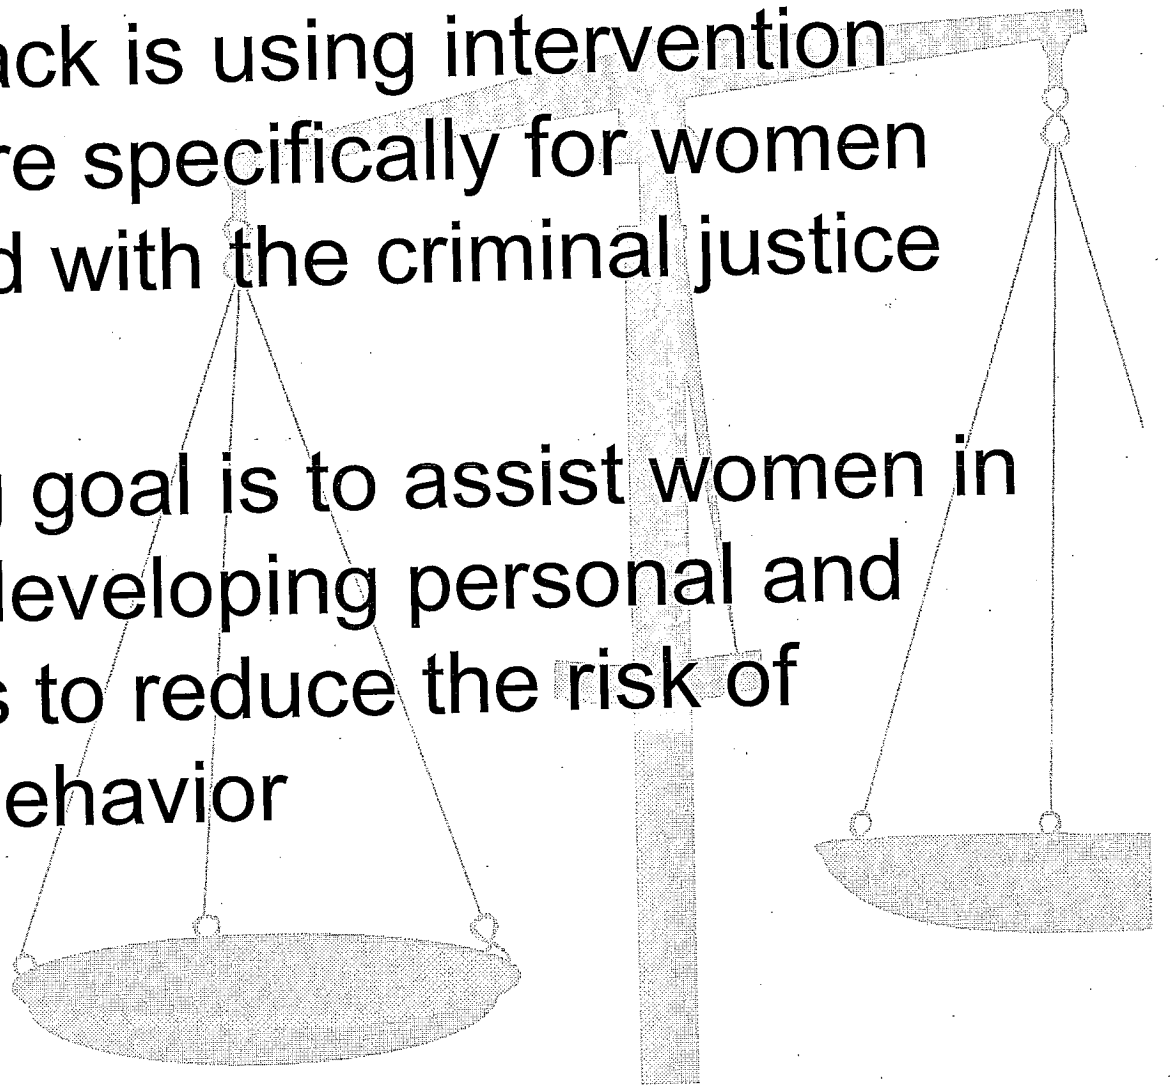 ack is using intervention
re specifically for women
d with the criminal justice
g goal is to assist women in
developing personal and
s to reduce the risk of
ehavior